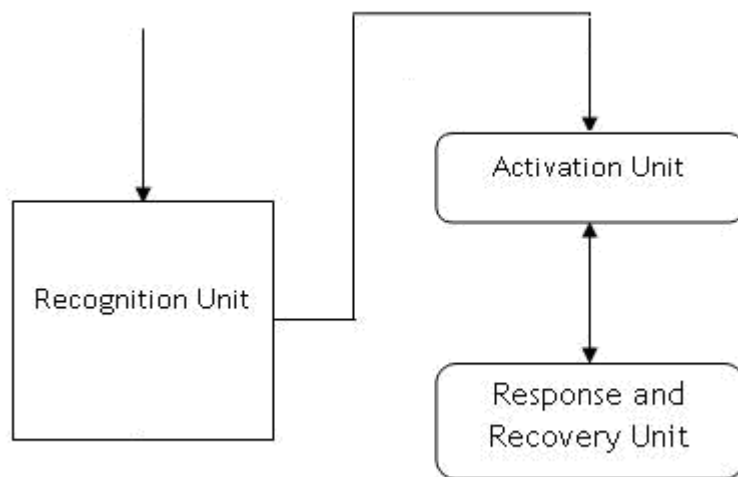 Activation Unit
Recognition Unit
Response and
Recovery Unit